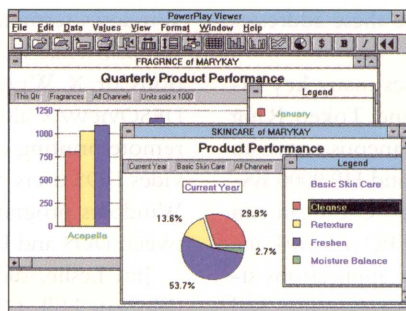 PowerPlay Viewer
File Edit Data Values View Format Window Help
$ B I
FRAGRNCE of MARYKAY
Quarterly Product Performance
This Qtr Fragrances All Channels Units sold x 1000
Legend
January
1250
1000
750
500
250
0
Acapella
SKINCARE of MARYKAY
Product Performance
Current Year Basic Skin Care All Channels
Current Year
13.6%
29.9%
2.7%
53.7%
Legend
Basic Skin Care
Cleanse
Retexture
Freshen
Moisture Balance